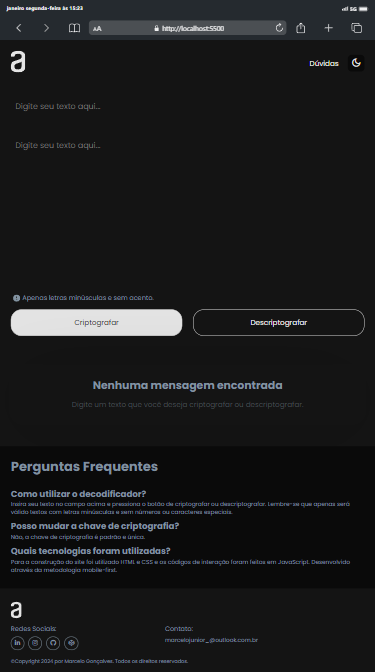 janeiro segunda-feira às 15:23
5G
AA
http://localhost:5500
a
Dúvidas
Digite seu texto aqui...
Digite seu texto aqui...
Apenas letras minúsculas e sem acento.
Criptografar
Descriptografar
Nenhuma mensagem encontrada
Digite um texto que você deseja criptografar ou descriptografar.
Perguntas Frequentes
Como utilizar o decodificador?
Insira seu texto no campo acima e pressione o botão de criptografar ou descriptografar. Lembre-se que apenas será
válido textos com letras minúsculas e sem números ou caracteres especiais.
Posso mudar a chave de criptografia?
Não, a chave de criptografia é padrão e única.
Quais tecnologias foram utilizadas?
Para a construção do site foi utilizado HTML e CSS e os códigos de interação foram feitos em JavaScript. Desenvolvido
através da metodologia mobile-first.
a
Redes Sociais:
Contato:
marcelojunior_@outlook.com.br
in
©Copyright 2024 por Marcelo Gonçalves. Todos os direitos reservados.